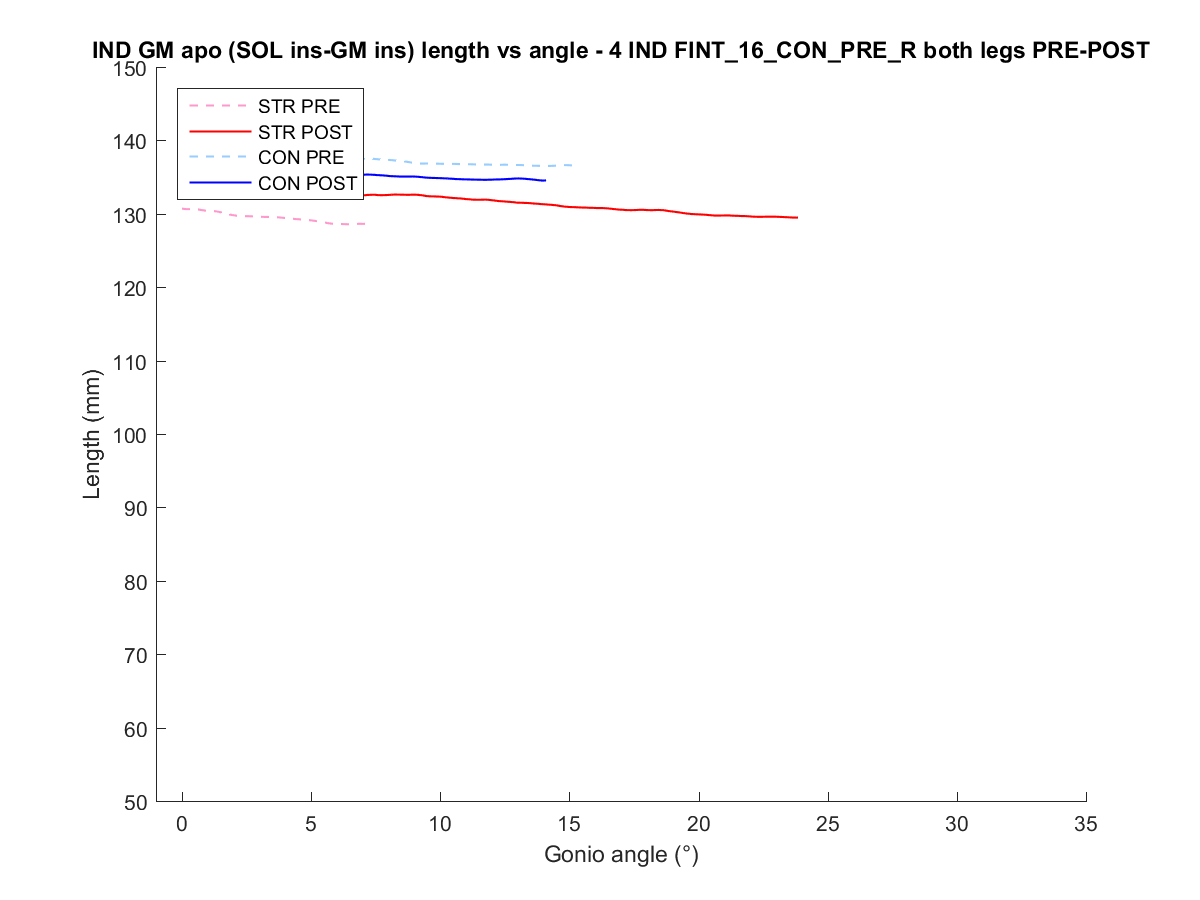 IND GM apo (SOL ins-GM ins) length vs angle - 4 IND FINT_16_CON_PRE_R both legs PRE-POST
150
140
130
120
110
100
90
80
70
60
50
STR PRE
STR POST
CON PRE
CON POST
Length (mm)
0 5 10 15 20 25 30 35
Gonio angle (°)